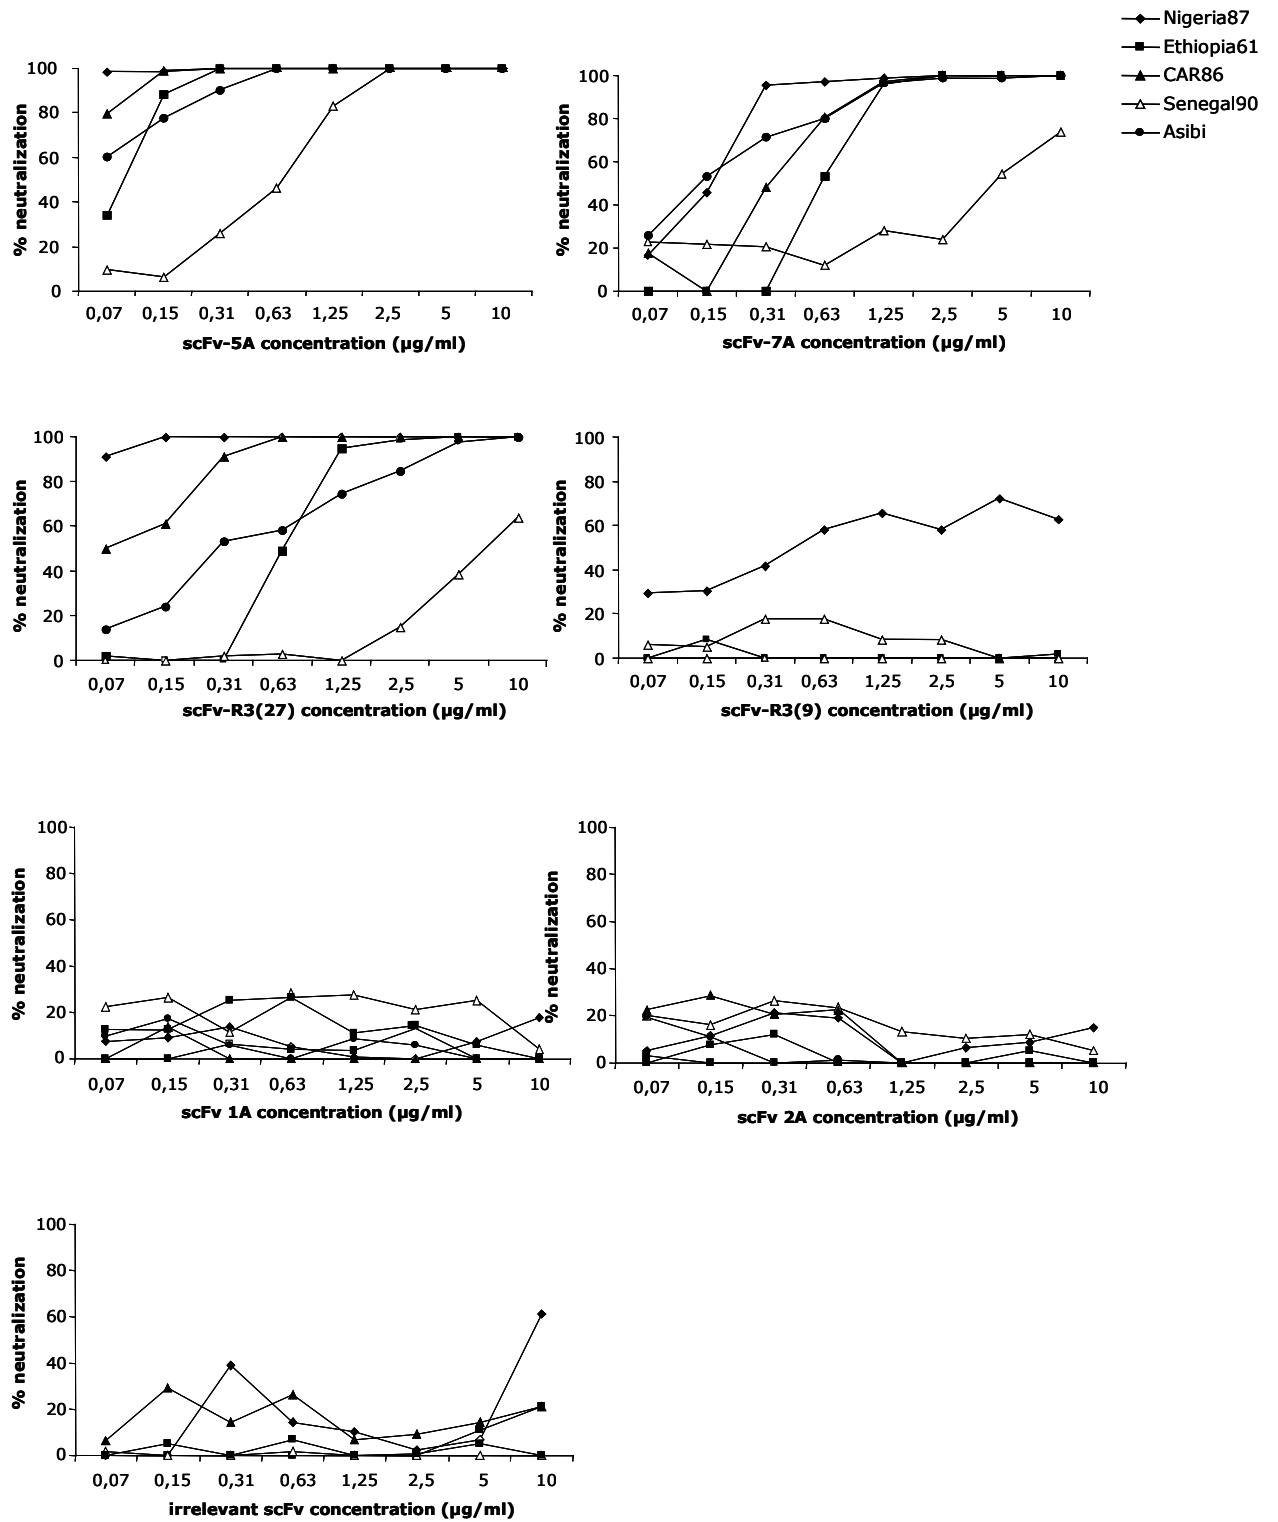 Nigeria87
Ethiopia61
CAR86
Senegal90
Asibi
% neutralization
100
80
60
40
20
0
0,07 0,15 0,31 0,63 1,25 2,5 5 10
scFv-5A concentration (µg/ml)
% neutralization
100
80
60
40
20
0
0,07 0,15 0,31 0,63 1,25 2,5 5 10
scFv-7A concentration (µg/ml)
% neutralization
100
80
60
40
20
0
0,07 0,15 0,31 0,63 1,25 2,5 5 10
scFv-R3(27) concentration (µg/ml)
% neutralization
100
80
60
40
20
0
0,07 0,15 0,31 0,63 1,25 2,5 5 10
scFv-R3(9) concentration (µg/ml)
% neutralization
100
80
60
40
20
0
0,07 0,15 0,31 0,63 1,25 2,5 5 10
scFv 1A concentration (µg/ml)
% neutralization
100
80
60
40
20
0
0,07 0,15 0,31 0,63 1,25 2,5 5 10
scFv 2A concentration (µg/ml)
% neutralization
100
80
60
40
20
0
0,07 0,15 0,31 0,63 1,25 2,5 5 10
irrelevant scFv concentration (µg/ml)